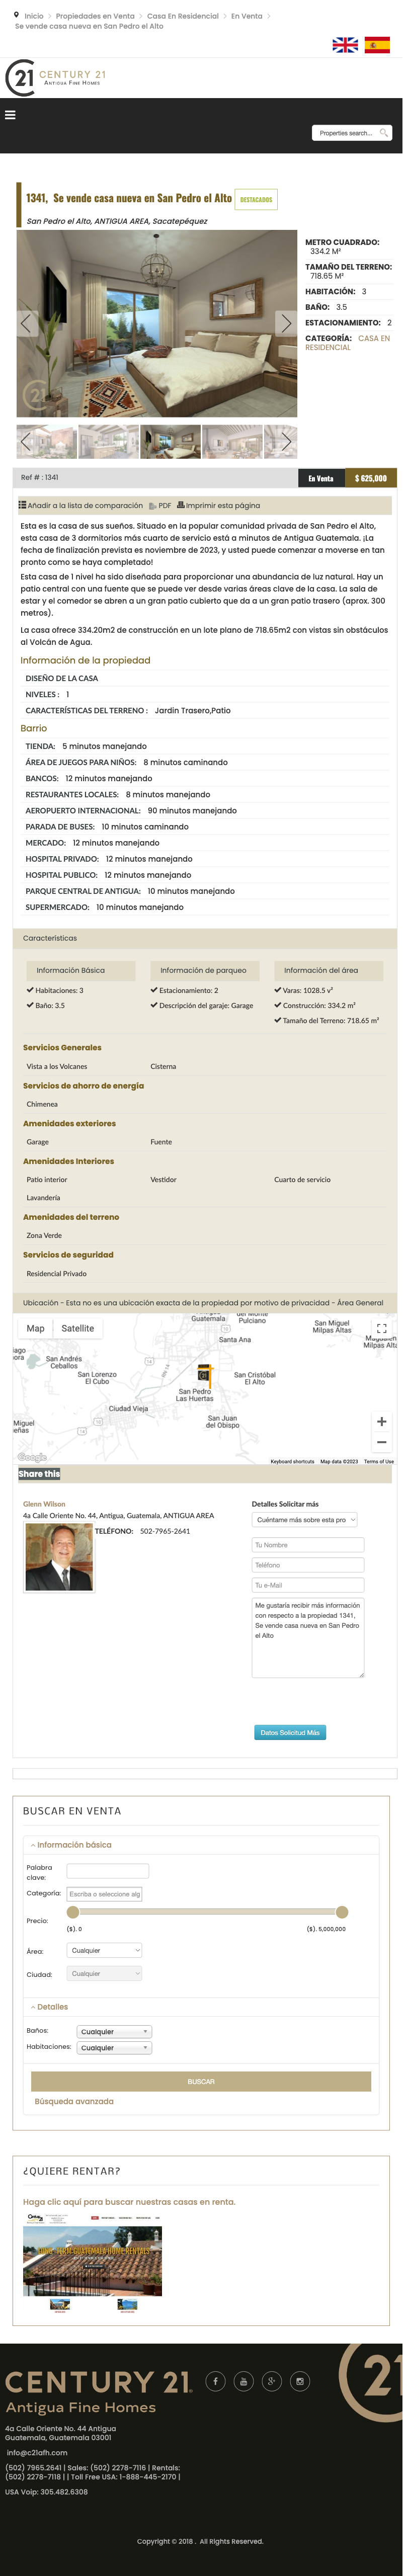 Inicio > Propiedades en Venta > Casa En Residencial > En Venta >
Se vende casa nueva en San Pedro el Alto
21 CENTURY 21
Antigua Fine Homes
Properties search...
1341, Se vende casa nueva en San Pedro el Alto DESTACADOS
San Pedro el Alto, ANTIGUA AREA, Sacatepéquez
METRO CUADRADO:
334.2 M²
TAMAÑO DEL TERRENO:
718.65 M²
HABITACIÓN: 3
BAÑO: 3.5
ESTACIONAMIENTO: 2
CATEGORÍA: CASA EN
RESIDENCIAL
21
Ref # : 1341
En Venta
$ 625,000
Añadir a la lista de comparación PDF Imprimir esta página
Esta es la casa de sus sueños. Situado en la popular comunidad privada de San Pedro el Alto,
esta casa de 3 dormitorios más cuarto de servicio está a minutos de Antigua Guatemala. ¡La
fecha de finalización prevista es noviembre de 2023, y usted puede comenzar a moverse en tan
pronto como se haya completado!
Esta casa de 1 nivel ha sido diseñada para proporcionar una abundancia de luz natural. Hay un
patio central con una fuente que se puede ver desde varias áreas clave de la casa. La sala de
estar y el comedor se abren a un gran patio cubierto que da a un gran patio trasero (aprox. 300
metros).
La casa ofrece 334.20m2 de construcción en un lote plano de 718.65m2 con vistas sin obstáculos
al Volcán de Agua.
Información de la propiedad
DISEÑO DE LA CASA
NIVELES : 1
CARACTERÍSTICAS DEL TERRENO : Jardín Trasero,Patio
Barrio
TIENDA: 5 minutos manejando
ÁREA DE JUEGOS PARA NIÑOS: 8 minutos caminando
BANCOS: 12 minutos manejando
RESTAURANTES LOCALES: 8 minutos manejando
AEROPUERTO INTERNACIONAL: 90 minutos manejando
PARADA DE BUSES: 10 minutos caminando
MERCADO: 12 minutos manejando
HOSPITAL PRIVADO: 12 minutos manejando
HOSPITAL PUBLICO: 12 minutos manejando
PARQUE CENTRAL DE ANTIGUA: 10 minutos manejando
SUPERMERCADO: 10 minutos manejando
Características
Información Básica
Habitaciones: 3
Baño: 3.5
Información de parqueo
Estacionamiento: 2
Descripción del garaje: Garage
Información del área
Varas: 1028.5 v²
Construcción: 334.2 m²
Tamaño del Terreno: 718.65 m²
Servicios Generales
Vista a los Volcanes Cisterna
Servicios de ahorro de energía
Chimenea
Amenidades exteriores
Garage Fuente
Amenidades Interiores
Patio interior Vestidor Cuarto de servicio
Lavandería
Amenidades del terreno
Zona Verde
Servicios de seguridad
Residencial Privado
Ubicación - Esta no es una ubicación exacta de la propiedad por motivo de privacidad - Área General
Map Satellite
Guatemala
del Monte
Pulciano
Santa Ana
San Miguel
Milpas Altas
Magdalen
Milpas Alt
iago
ora
San Andrés
Ceballos
San Lorenzo
El Cubo
San Cristóbal
El Alto
San Pedro
Las Huertas
Ciudad Vieja
San Juan
del Obispo
Miguel
eñas
14
14
Google
Keyboard shortcuts Map data ©2023 Terms of Use
Share this
Glenn Wilson
4a Calle Oriente No. 44, Antigua, Guatemala, ANTIGUA AREA
TELÉFONO: 502-7965-2641
Detalles Solicitar más
Cuéntame más sobre esta pro
Tu Nombre
Teléfono
Tu e-Mail
Me gustaría recibir más información
con respecto a la propiedad 1341,
Se vende casa nueva en San Pedro
el Alto
Datos Solicitud Más
BUSCAR EN VENTA
Información básica
Palabra
clave:
Categoría: Escriba o seleccione alg
Precio:
($). 0 ($). 5,000,000
Área: Cualquier
Ciudad: Cualquier
Detalles
Baños: Cualquier
Habitaciones: Cualquier
BUSCAR
Búsqueda avanzada
¿QUIERE RENTAR?
Haga clic aquí para buscar nuestras casas en renta.
21
CENTURY 21
Antigua Fine Homes
4a Calle Oriente No. 44 Antigua
Guatemala, Guatemala 03001
info@c21afh.com
(502) 7965.2641 | Sales: (502) 2278-7116 | Rentals:
(502) 2278-7118 | | Toll Free USA: 1-888-445-2170 |
USA Voip: 305.482.6308
Copyright © 2018 . All Rights Reserved.